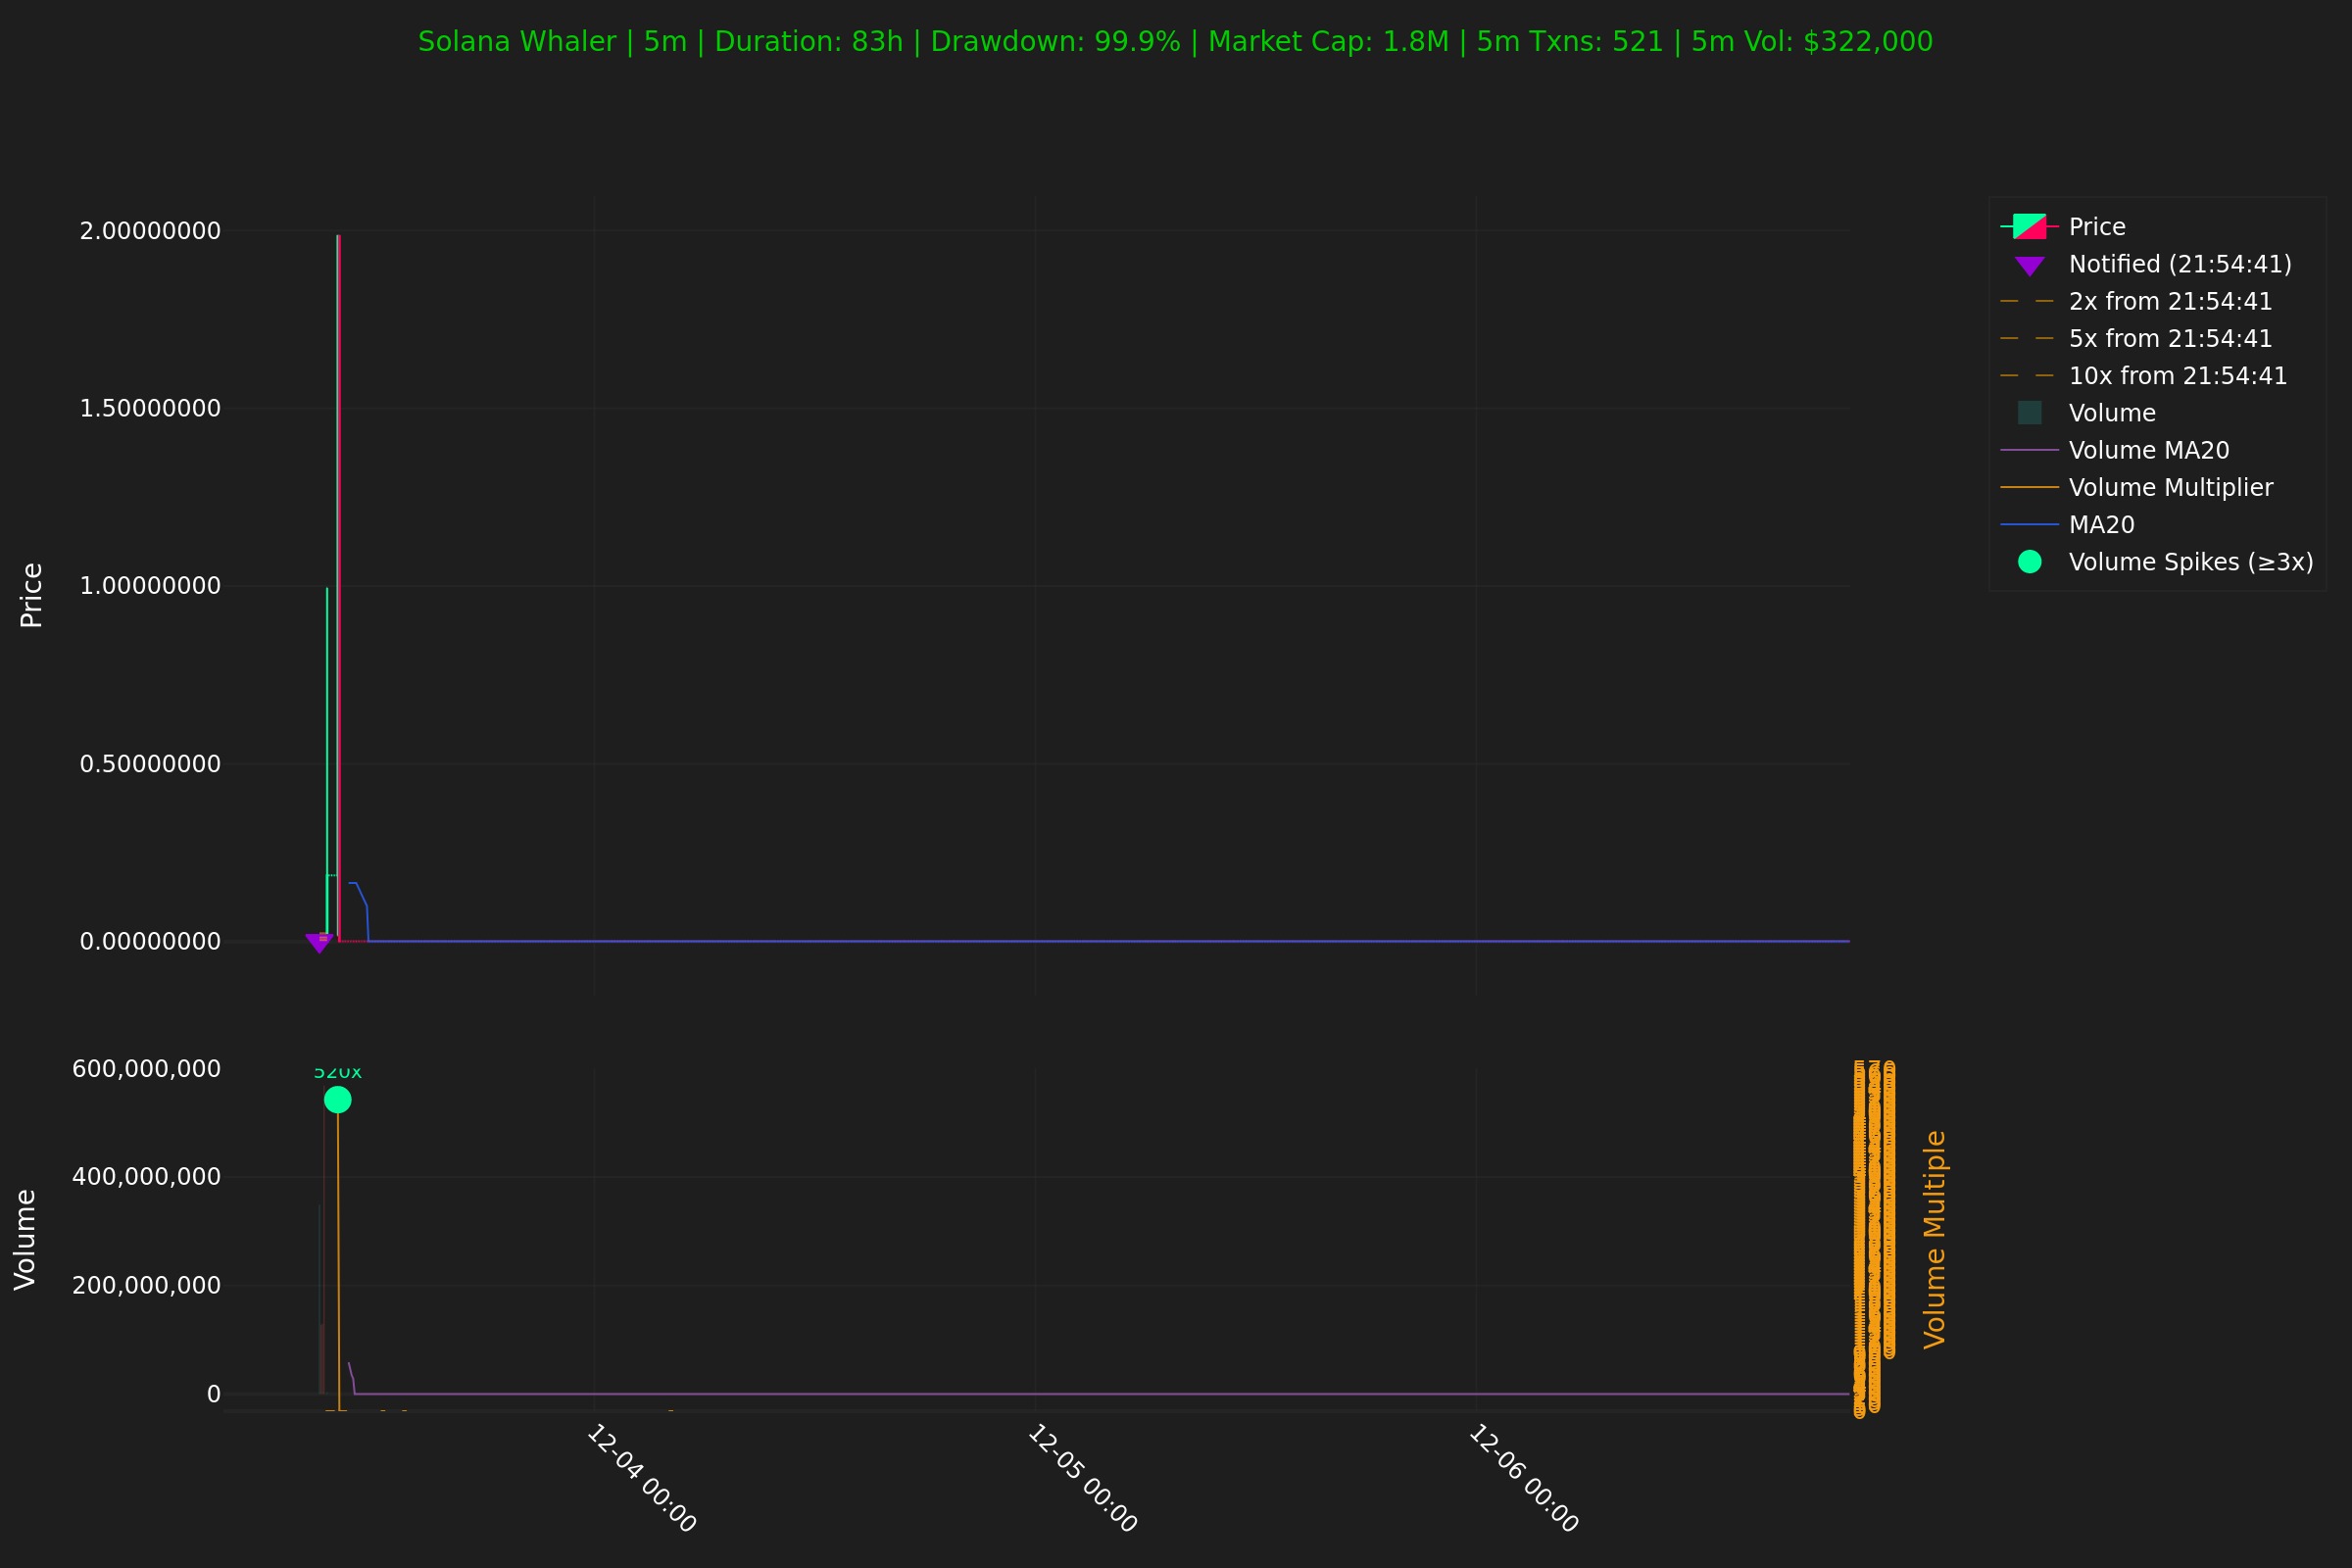 Solana Whaler | 5m | Duration: 83h | Drawdown: 99.9% | Market Cap: 1.8M | 5m Txns: 521 | 5m Vol: $322,000
2.00000000
1.50000000
1.00000000
0.50000000
0.00000000
Price
Price
Notified (21:54:41)
2x from 21:54:41
5x from 21:54:41
10x from 21:54:41
Volume
Volume MA20
Volume Multiplier
MA20
Volume Spikes (≥3x)
600,000,000
400,000,000
200,000,000
0
Volume
520x
Volume Multiple
12-04 00:00
12-05 00:00
12-06 00:00